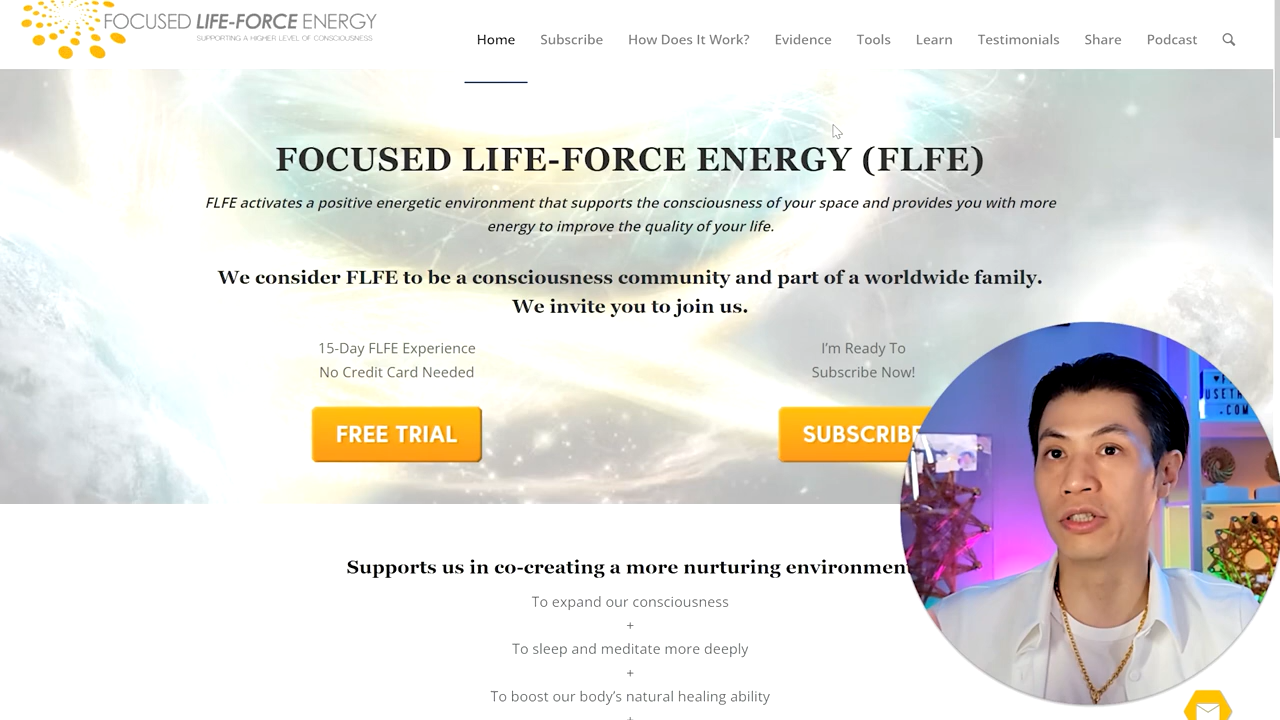 FOCUSED LIFE-FORCE ENERGY
SUPPORTING A HIGHER LEVEL OF CONSCIOUSNESS
Home Subscribe How Does It Work? Evidence Tools Learn Testimonials Share Podcast
FOCUSED LIFE-FORCE ENERGY (FLFE)
FLFE activates a positive energetic environment that supports the consciousness of your space and provides you with more
energy to improve the quality of your life.
We consider FLFE to be a consciousness community and part of a worldwide family.
We invite you to join us.
15-Day FLFE Experience
No Credit Card Needed
FREE TRIAL
I'm Ready To
Subscribe Now!
SUBSCRIBE
USETH
.COM
Supports us in co-creating a more nurturing environment
To expand our consciousness
+
To sleep and meditate more deeply
+
To boost our body's natural healing ability
+